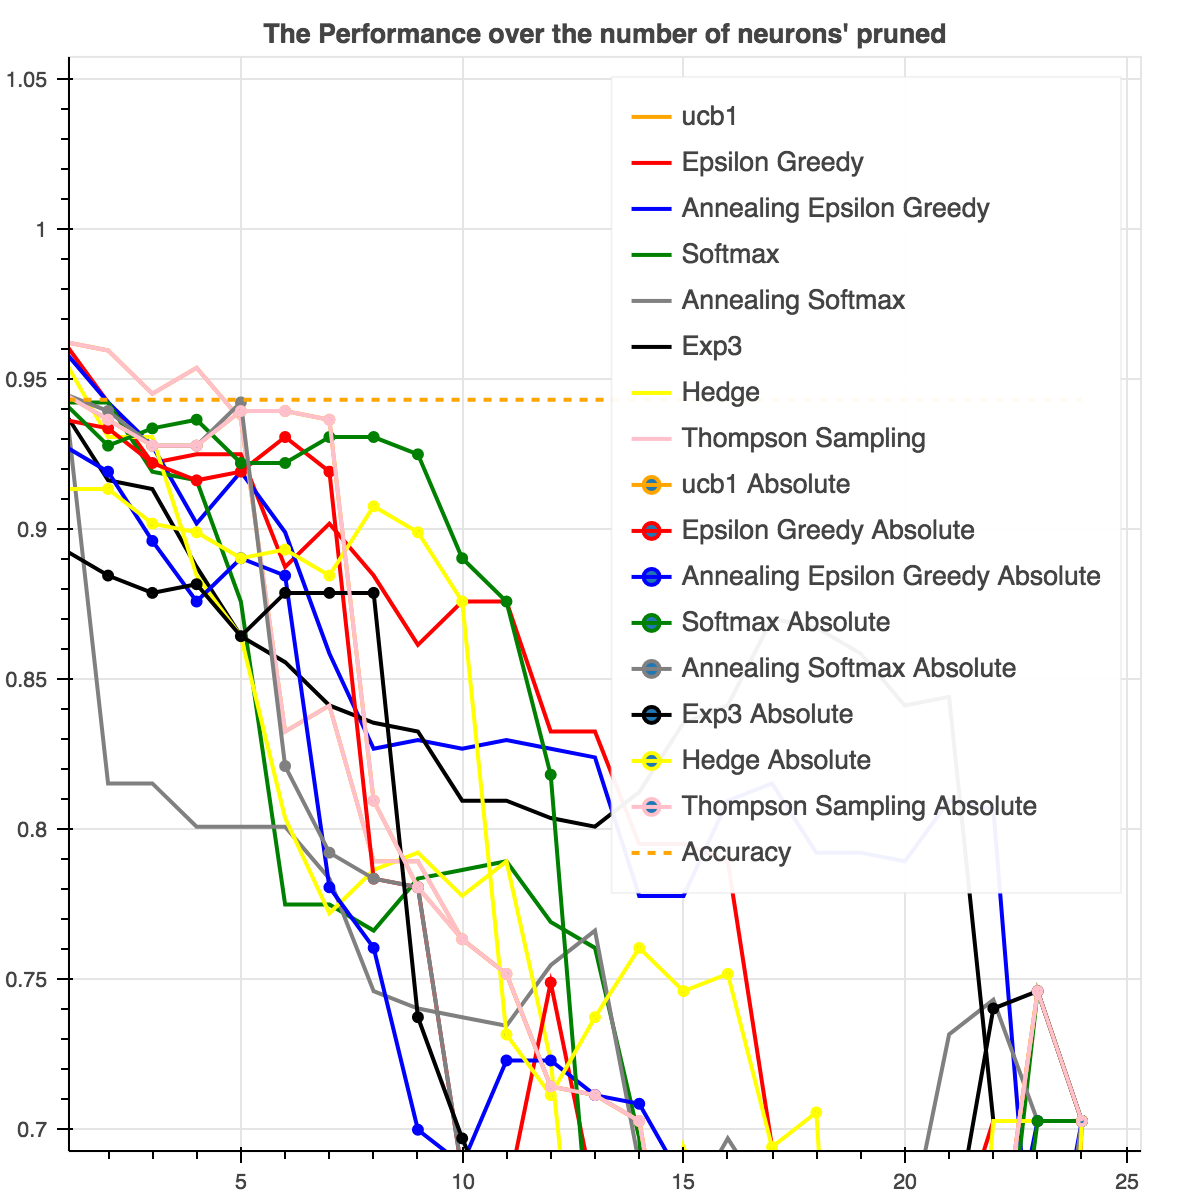 The Performance over the number of neurons' pruned
1.05
1
0.95
0.9
0.85
0.8
0.75
0.7
ucb1
Epsilon Greedy
Annealing Epsilon Greedy
Softmax
Annealing Softmax
Exp3
Hedge
Thompson Sampling
ucb1 Absolute
Epsilon Greedy Absolute
Annealing Epsilon Greedy Absolute
Softmax Absolute
Annealing Softmax Absolute
Exp3 Absolute
Hedge Absolute
Thompson Sampling Absolute
Accuracy
5 10 15 20 25